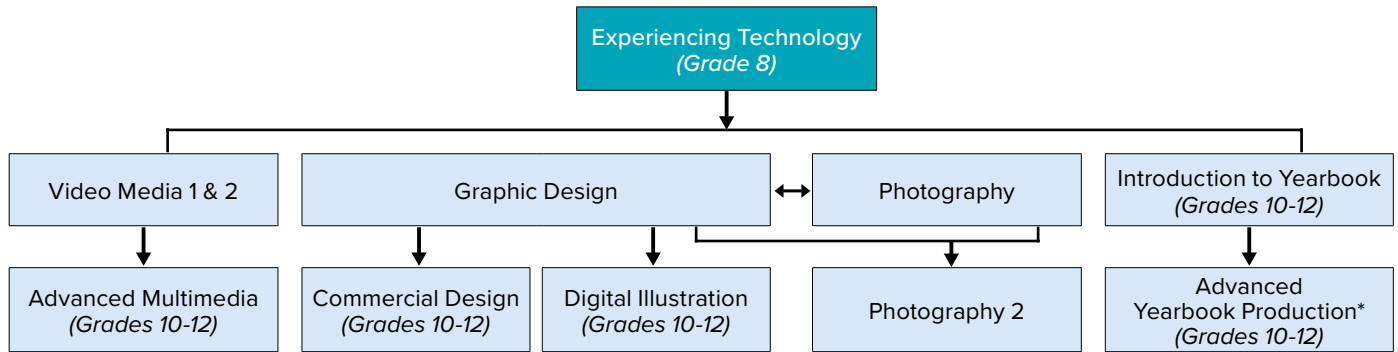 Experiencing Technology
(Grade 8)
Video Media 1 & 2
Graphic Design
Photography
Introduction to Yearbook
(Grades 10-12)
Advanced Multimedia
(Grades 10-12)
Commercial Design
(Grades 10-12)
Digital Illustration
(Grades 10-12)
Photography 2
Advanced
Yearbook Production*
(Grades 10-12)